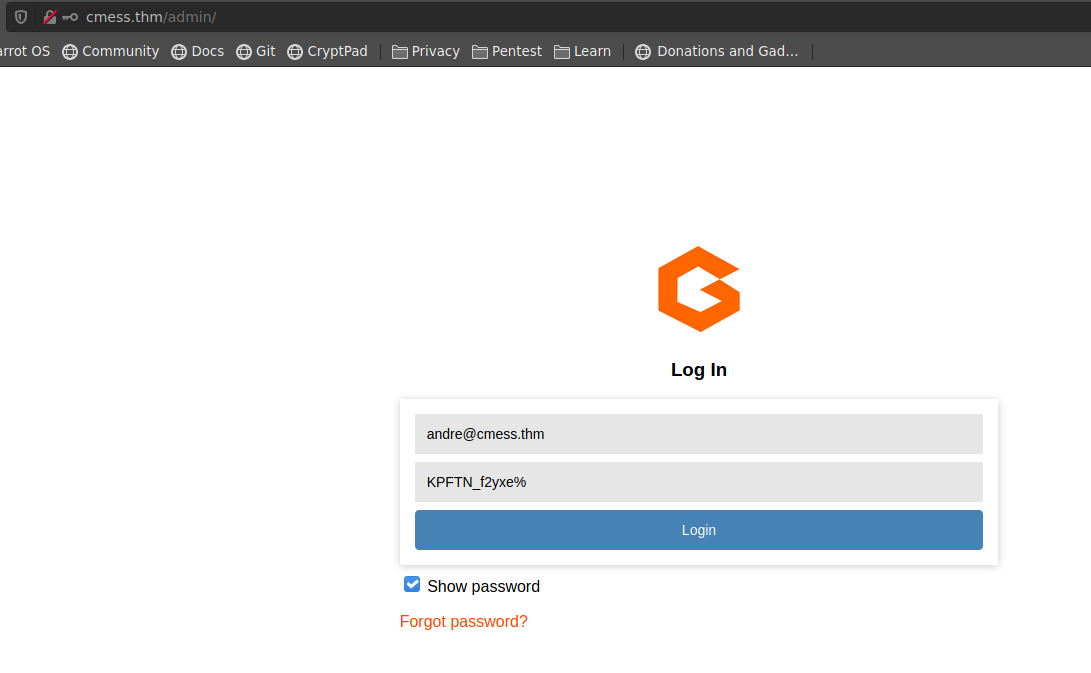 cmess.thm/admin/
arrot OS Community Docs Git CryptPad Privacy Pentest Learn Donations and Gad...
Log In
andre@cmess.thm
KPFTN_f2yxe%
Login
Show password
Forgot password?